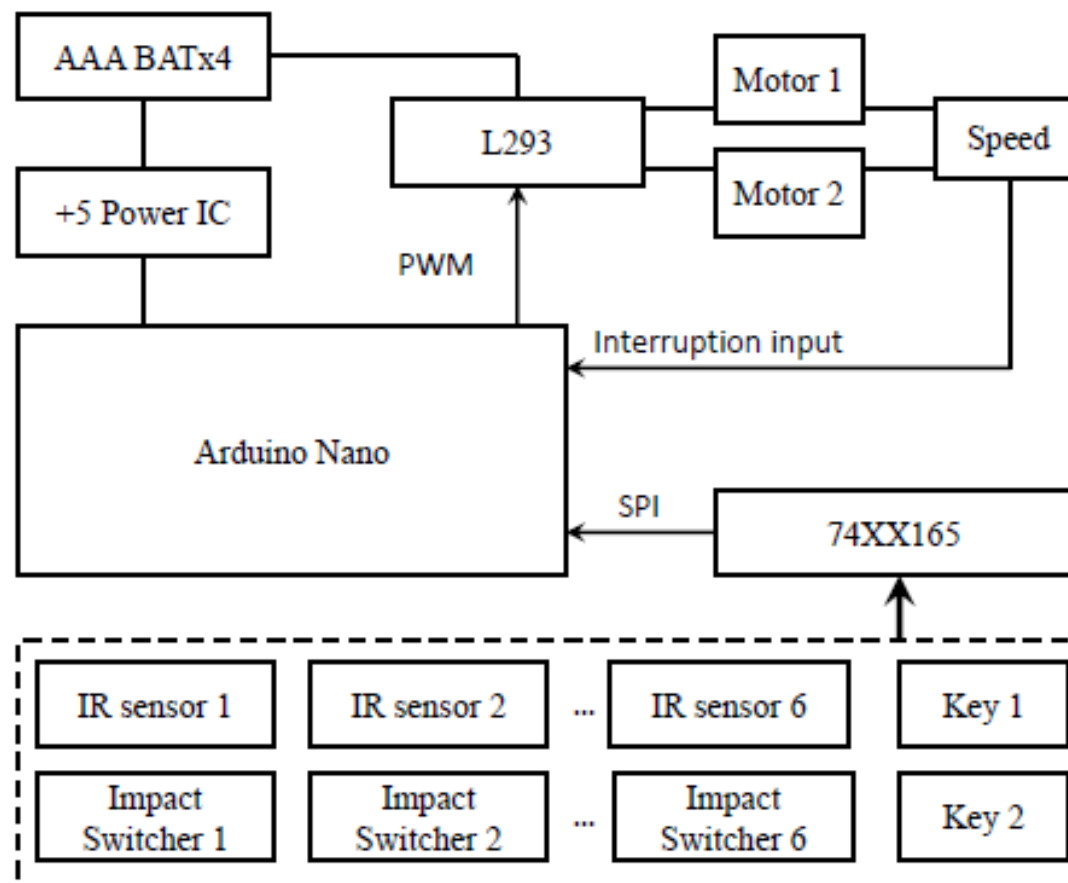 AAA BATx4
L293
Motor 1
Speed
Motor 2
+5 Power IC
PWM
Interruption input
Arduino Nano
SPI
74XX165
IR sensor 1
IR sensor 2
...
IR sensor 6
Key 1
Impact
Switcher 1
Impact
Switcher 2
...
Impact
Switcher 6
Key 2